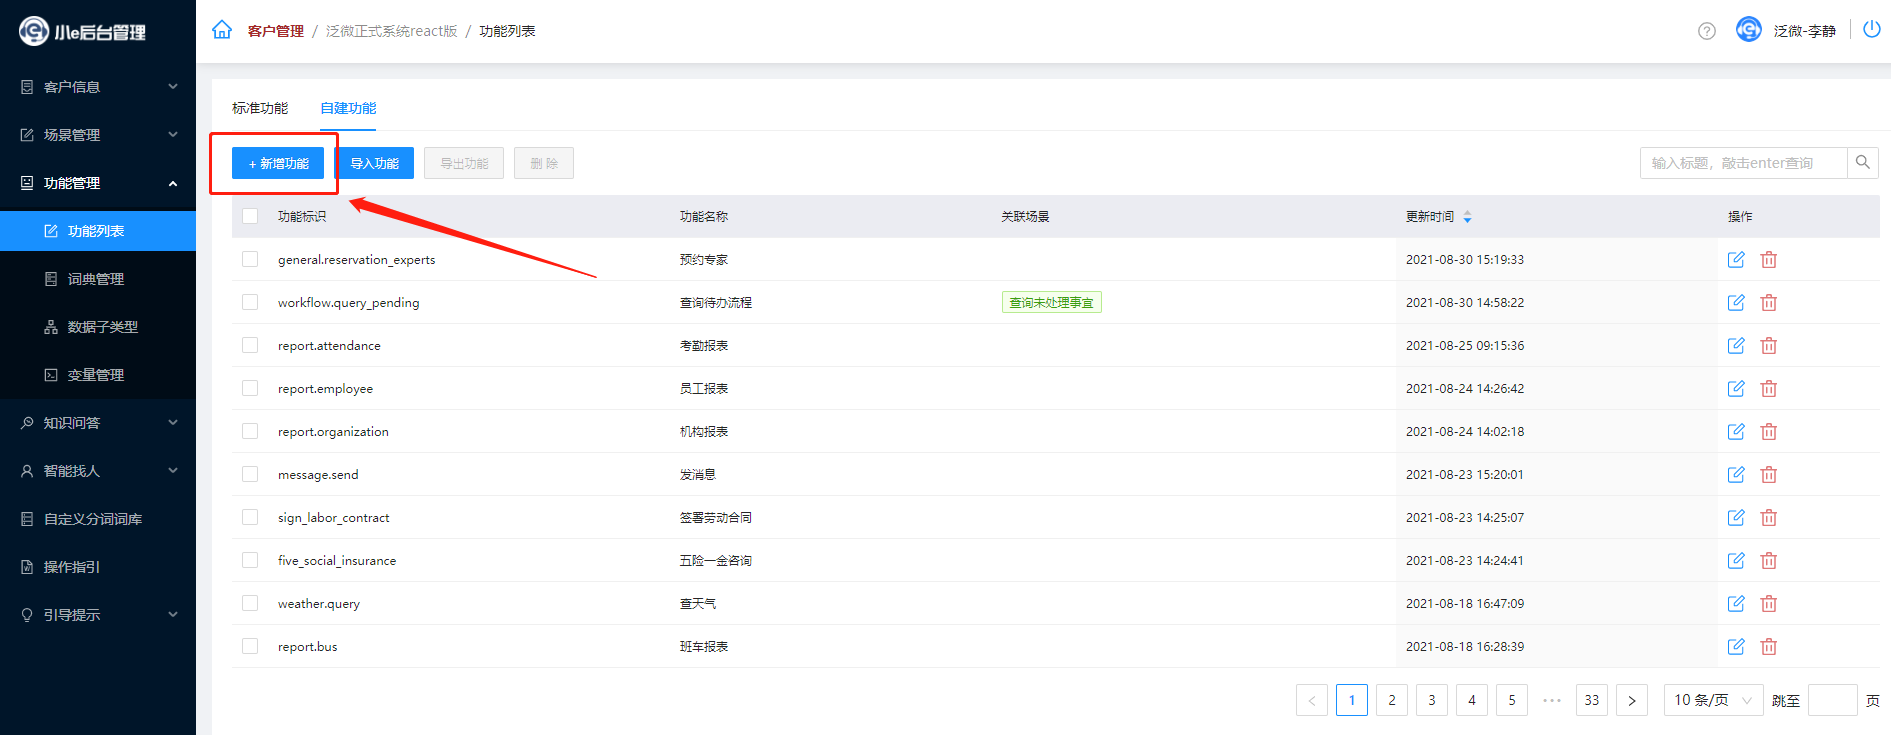 小e后台管理
客户管理 / 泛微正式系统react版 / 功能列表
泛微-李静
客户信息
场景管理
功能管理
功能列表
词典管理
数据子类型
变量管理
知识问答
智能找人
自定义分词词库
操作指引
引导提示
标准功能 自建功能
+ 新增功能 导入功能 导出功能 删 除
输入标题，敲击enter查询
功能标识 功能名称 关联场景 更新时间 操作
general.reservation_experts 预约专家 2021-08-30 15:19:33
workflow.query_pending 查询待办流程 查询未处理事宜 2021-08-30 14:58:22
report.attendance 考勤报表 2021-08-25 09:15:36
report.employee 员工报表 2021-08-24 14:26:42
report.organization 机构报表 2021-08-24 14:02:18
message.send 发消息 2021-08-23 15:20:01
sign_labor_contract 签署劳动合同 2021-08-23 14:25:07
five_social_insurance 五险一金咨询 2021-08-23 14:24:41
weather.query 查天气 2021-08-18 16:47:09
report.bus 班车报表 2021-08-18 16:28:39
< 1 2 3 4 5 ••• 33 > 10 条/页 跳至 页